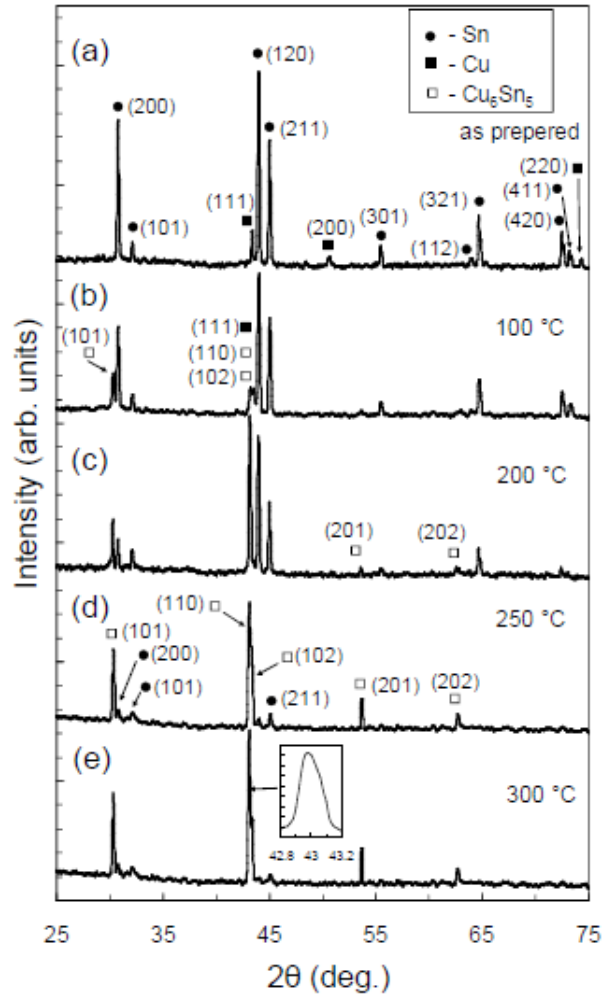 (a)
(120)
● - Sn
■ - Cu
□ - Cu₆Sn₅
(200)
(211)
as prepered
(220)
(111)
(321)
(411)
(101)
(200)
(301)
(112)
(420)
(b)
(101)
(111)
(110)
(102)
100 °C
(c)
200 °C
(201)
(202)
(d)
(110)
250 °C
(101)
(200)
(102)
(101)
(211)
(201)
(202)
(e)
300 °C
42.8 43 43.2
25 35 45 55 65 75
2θ (deg.)
Intensity (arb. units)